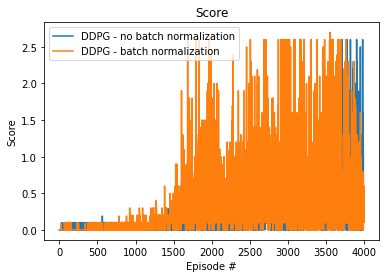 Score
DDPG - no batch normalization
DDPG - batch normalization
Score
2.5
2.0
1.5
1.0
0.5
0.0
0 500 1000 1500 2000 2500 3000 3500 4000
Episode #